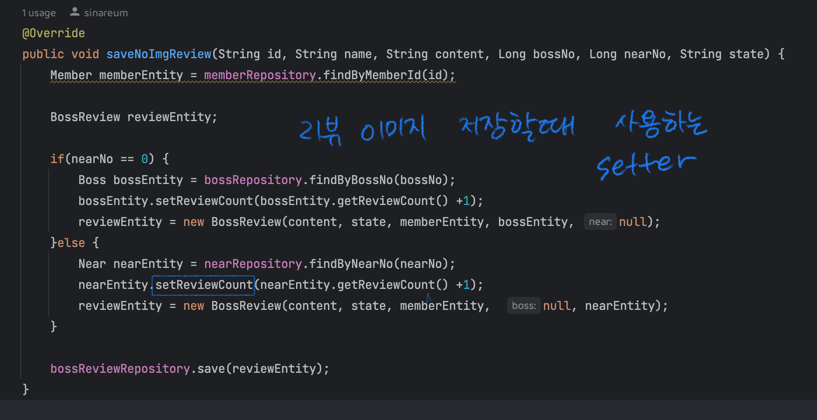 1 usage sinareum
@Override
public void saveNoImgReview(String id, String name, String content, Long bossNo, Long nearNo, String state) {
Member memberEntity = memberRepository.findByMemberId(id);
BossReview reviewEntity;
리뷰 이미지 저장할때 사용하는
setter
if(nearNo == 0) {
Boss bossEntity = bossRepository.findByBossNo(bossNo);
bossEntity.setReviewCount(bossEntity.getReviewCount() +1);
reviewEntity = new BossReview(content, state, memberEntity, bossEntity, near: null);
}else {
Near nearEntity = nearRepository.findByNearNo(nearNo);
nearEntity.setReviewCount(nearEntity.getReviewCount() +1);
reviewEntity = new BossReview(content, state, memberEntity, boss: null, nearEntity);
}
bossReviewRepository.save(reviewEntity);
}